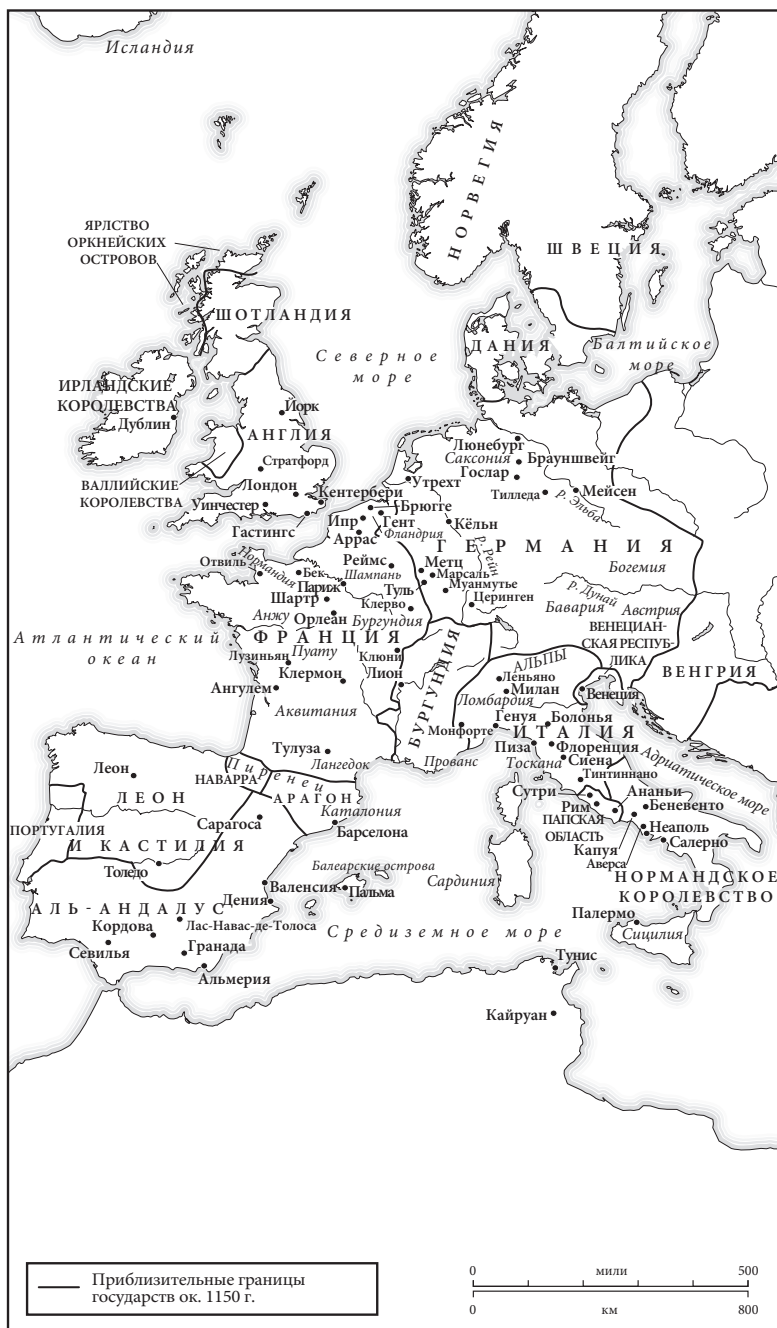 Исландия
НОРВЕГИЯ
ШВЕЦИЯ
ЯРЛСТВО
ОРКНЕЙСКИХ
ОСТРОВОВ
ШОТЛАНДИЯ
Северное
море
ДАНИЯ
Балтийское
море
ИРЛАНДСКИЕ
КОРОЛЕВСТВА
Дублин
Йорк
АНГЛИЯ
Стратфорд
ВАЛЛИЙСКИЕ
КОРОЛЕВСТВА
Лондон
Уинчестер
Кентербери
Гастингс
Люнебург
Саксония
Брауншвейг
Гослар
Утрехт
Тилледа
Мейсен
р. Эльба
Брюгге
Ипр
Гент
Фландрия
Аррас
Кёльн
ГЕРМАНИЯ
р. Рейн
Богемия
Отвиль
Нормандия
Бек
Реймс
Шампань
Париж
Шартр
Метц
Марсаль
Туль
Муанмутье
Клерво
Церинген
р. Дунай
Бавария
Австрия
Анжу
Орлеан
Бургундия
ФРАНЦИЯ
ВЕНЕЦИАН-
СКАЯ РЕСПУБ-
ЛИКА
ВЕНГРИЯ
Атлантический
океан
Лузиньян
Пуату
Клюни
Клермон
Лион
Ангулем
Аквитания
БУРГУНДИЯ
АЛЬПЫ
Леньяно
Милан
Ломбардия
Венеция
Генуя
Болонья
Монфорте
ИТАЛИЯ
Пиза
Флоренция
Тоскана
Сиена
Адриатическое море
Тулуза
Лангедок
Прованс
Тинтиннано
Леон
ЛЕОН
Пиренеи
НАВАРРА
АРАГОН
Каталония
Сарагоса
Барселона
ПОРТУГАЛИЯ
И КАСТИЛИЯ
Толедо
Сутри
Рим
ПАПСКАЯ
ОБЛАСТЬ
Ананьи
Беневенто
Неаполь
Капуя
Аверса
Салерно
НОРМАНДСКОЕ
КОРОЛЕВСТВО
Балеарские острова
Сардиния
Валенсия
Пальма
Дения
АЛЬ-АНДАЛУС
Лас-Навас-де-Толоса
Кордова
Севилья
Гранада
Альмерия
Средиземное море
Палермо
Сицилия
Тунис
Кайруан
Приблизительные границы
государств ок. 1150 г.
0 мили 500
0 км 800